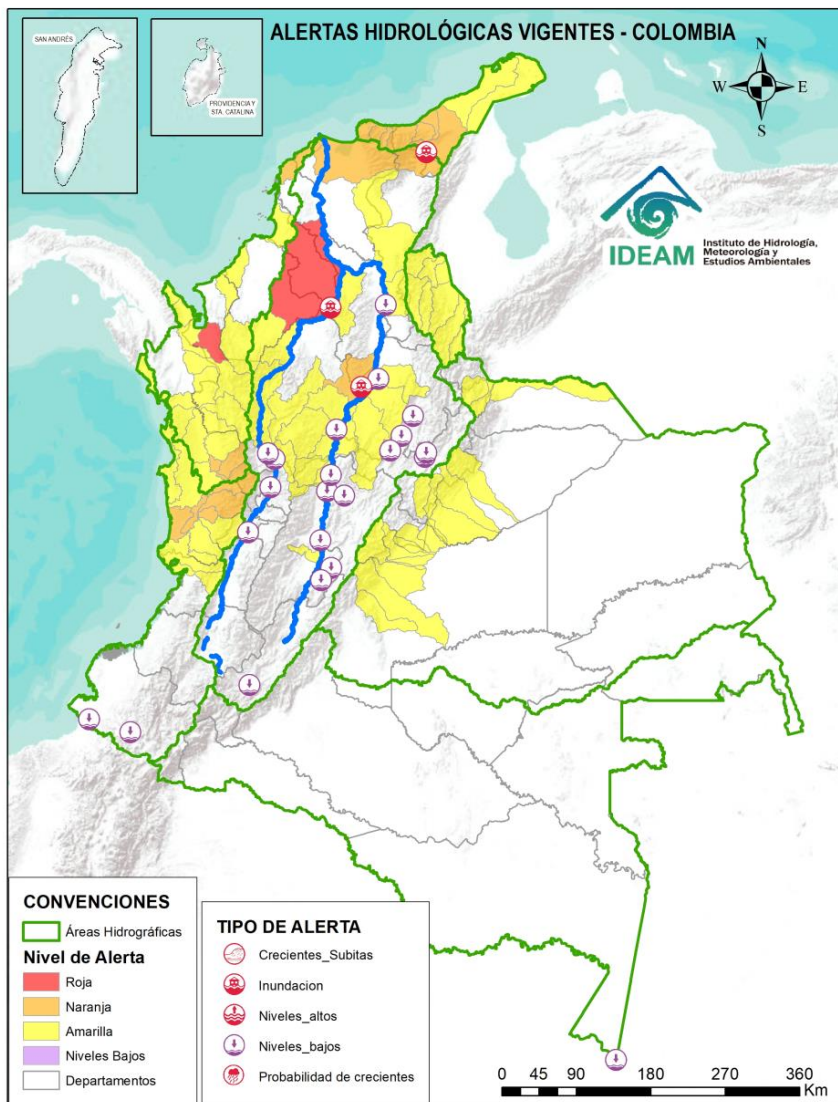 ALERTAS HIDROLÓGICAS VIGENTES - COLOMBIA
SAN ANDRÉS
PROVIDENCIA Y
STA. CATALINA
N
W
E
S
IDEAM
Instituto de Hidrología,
Meteorología y
Estudios Ambientales
CONVENCIONES
Áreas Hidrográficas
Nivel de Alerta
Roja
Naranja
Amarilla
Niveles Bajos
Departamentos
TIPO DE ALERTA
Crecientes_Subitas
Inundacion
Niveles_altos
Niveles_bajos
Probabilidad de crecientes
0 45 90 180 270 360
Km